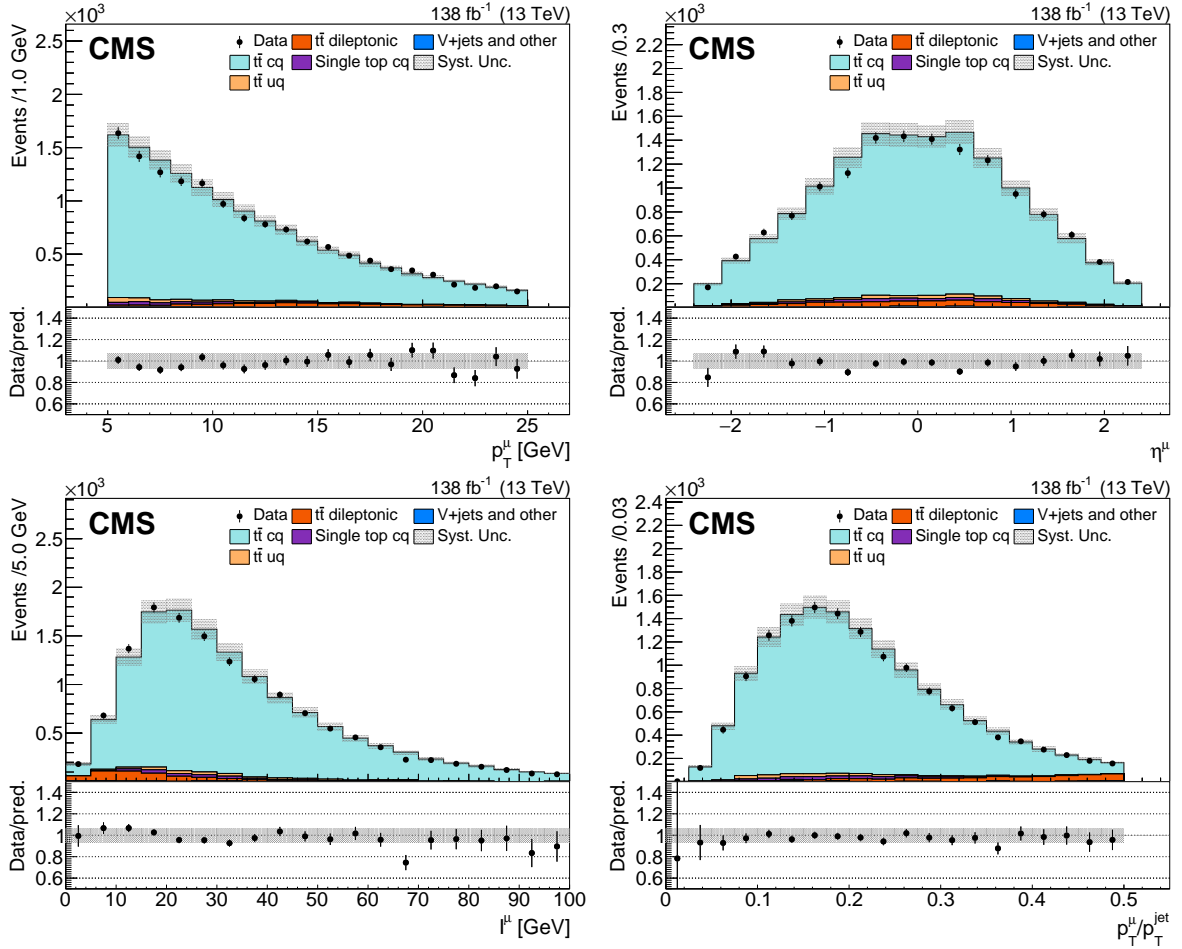 ×10³
138 fb⁻¹ (13 TeV)
CMS
Data
tt̄ dileptonic
V+jets and other
tt̄ cq
Single top cq
Syst. Unc.
tt̄ uq
Events /1.0 GeV
2.5
2
1.5
1
0.5
Data/pred.
1.4
1.2
1
0.8
0.6
5 10 15 20 25
p_T^μ [GeV]
×10³
138 fb⁻¹ (13 TeV)
CMS
Data
tt̄ dileptonic
V+jets and other
tt̄ cq
Single top cq
Syst. Unc.
tt̄ uq
Events /0.3
2.2
2
1.8
1.6
1.4
1.2
1
0.8
0.6
0.4
0.2
0
Data/pred.
1.4
1.2
1
0.8
0.6
−2 −1 0 1 2
η^μ
×10³
138 fb⁻¹ (13 TeV)
CMS
Data
tt̄ dileptonic
V+jets and other
tt̄ cq
Single top cq
Syst. Unc.
tt̄ uq
Events /5.0 GeV
2.5
2
1.5
1
0.5
Data/pred.
1.4
1.2
1
0.8
0.6
0 10 20 30 40 50 60 70 80 90 100
I^μ [GeV]
×10³
138 fb⁻¹ (13 TeV)
CMS
Data
tt̄ dileptonic
V+jets and other
tt̄ cq
Single top cq
Syst. Unc.
tt̄ uq
Events /0.03
2.4
2.2
2
1.8
1.6
1.4
1.2
1
0.8
0.6
0.4
0.2
0
Data/pred.
1.4
1.2
1
0.8
0.6
0 0.1 0.2 0.3 0.4 0.5
p_T^μ/p_T^jet